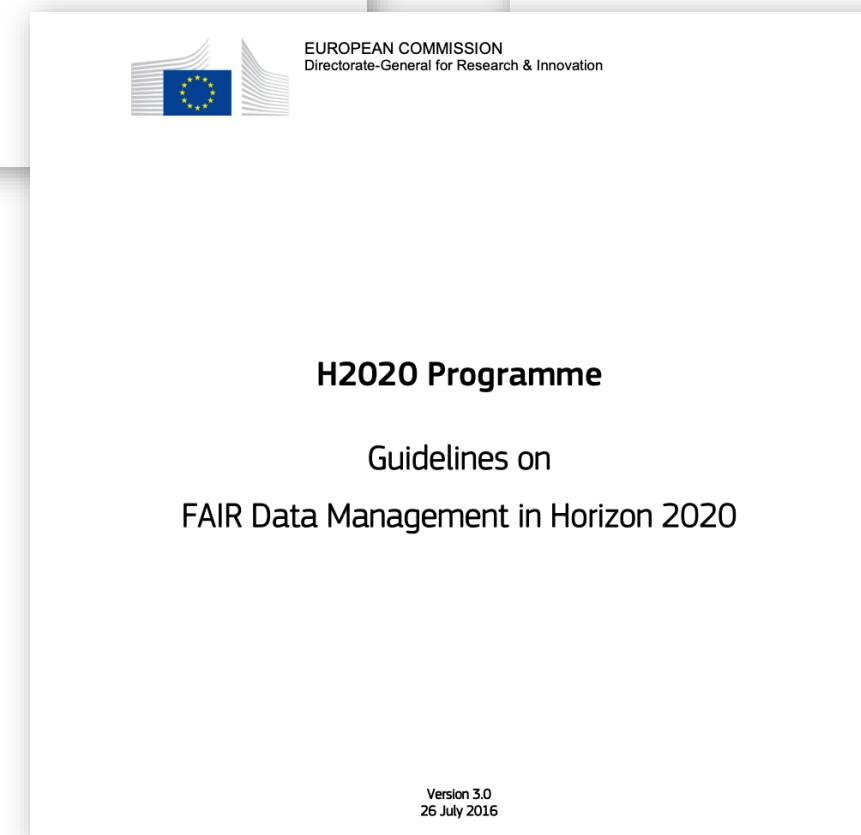 EUROPEAN COMMISSION
Directorate-General for Research & Innovation
H2020 Programme
Guidelines on
FAIR Data Management in Horizon 2020
Version 3.0
26 July 2016